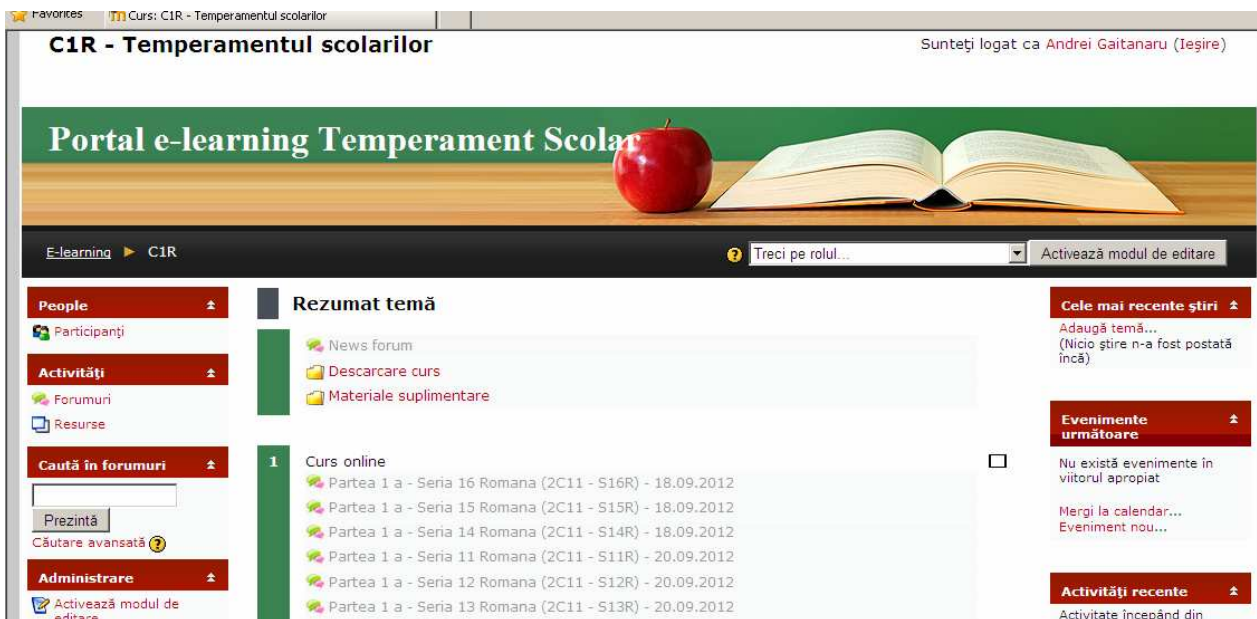 Favorites
Curs: C1R - Temperamentul scolarilor
C1R - Temperamentul scolarilor
Sunteți logat ca Andrei Gaitanaru (Ieşire)
Portal e-learning Temperament Scolar
E-learning ► C1R
Treci pe rolul...
Activează modul de editare
People
Participanţi
Activităţi
Forumuri
Resurse
Caută în forumuri
Prezintă
Căutare avansată
Administrare
Activează modul de
editare
Rezumat temă
News forum
Descarcare curs
Materiale suplimentare
1 Curs online
Partea 1 a - Seria 16 Romana (2C11 - S16R) - 18.09.2012
Partea 1 a - Seria 15 Romana (2C11 - S15R) - 18.09.2012
Partea 1 a - Seria 14 Romana (2C11 - S14R) - 18.09.2012
Partea 1 a - Seria 11 Romana (2C11 - S11R) - 20.09.2012
Partea 1 a - Seria 12 Romana (2C11 - S12R) - 20.09.2012
Partea 1 a - Seria 13 Romana (2C11 - S13R) - 20.09.2012
Cele mai recente ştiri
Adaugă temă...
(Nicio ştire n-a fost postată
încă)
Evenimente
următoare
Nu există evenimente în
viitorul apropiat
Mergi la calendar...
Eveniment nou...
Activităţi recente
Activitate începând din